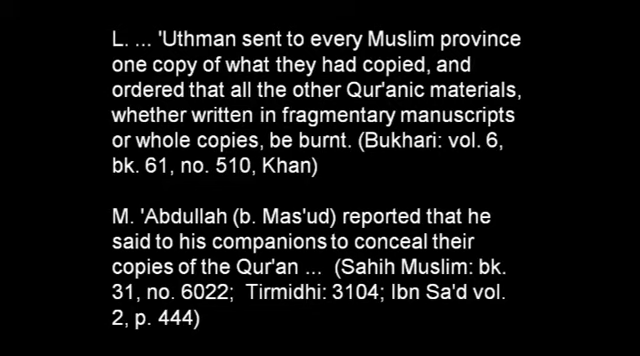 L. ... 'Uthman sent to every Muslim province
one copy of what they had copied, and
ordered that all the other Qur'anic materials,
whether written in fragmentary manuscripts
or whole copies, be burnt. (Bukhari: vol. 6,
bk. 61, no. 510, Khan)
M. 'Abdullah (b. Mas'ud) reported that he
said to his companions to conceal their
copies of the Qur'an ... (Sahih Muslim: bk.
31, no. 6022; Tirmidhi: 3104; Ibn Sa'd vol.
2, p. 444)